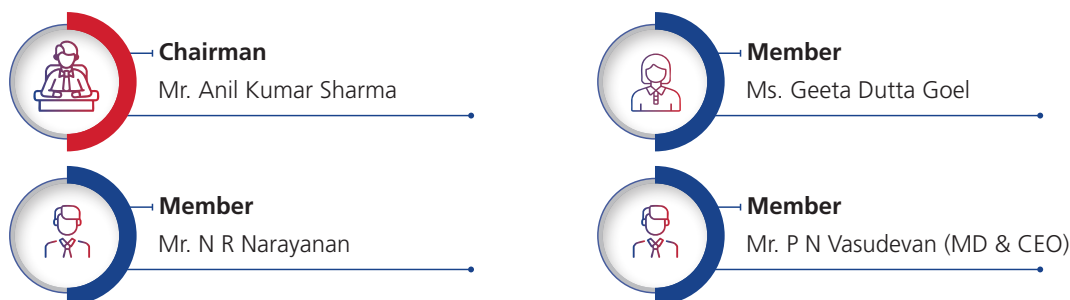 Chairman
Mr. Anil Kumar Sharma
Member
Ms. Geeta Dutta Goel
Member
Mr. N R Narayanan
Member
Mr. P N Vasudevan (MD & CEO)